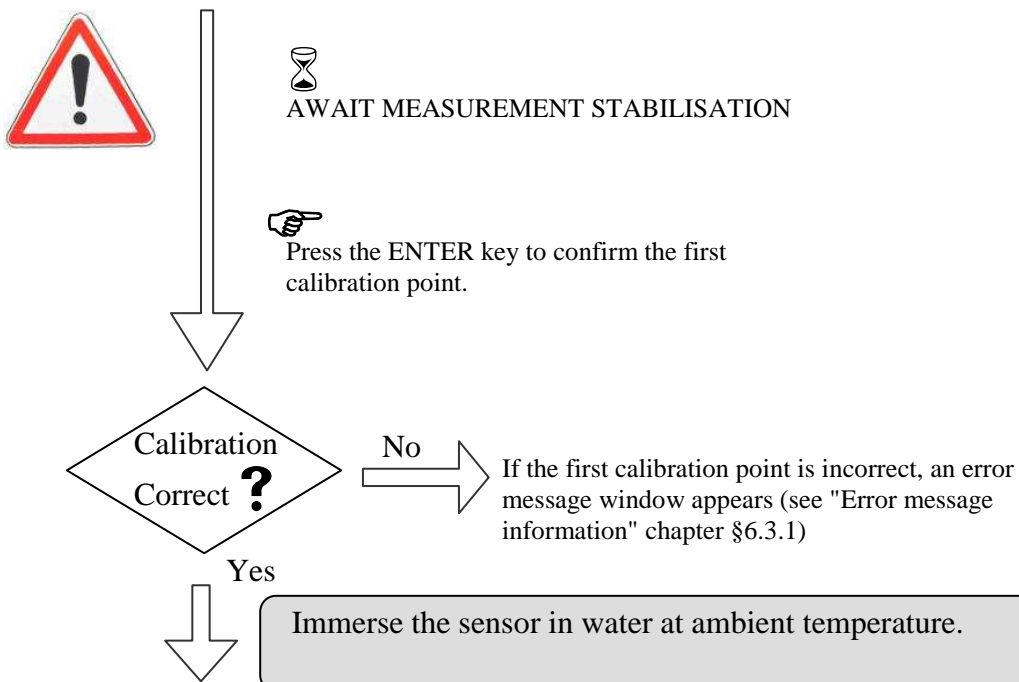 AWAIT MEASUREMENT STABILISATION
Press the ENTER key to confirm the first
calibration point.
Calibration
Correct ?
No
If the first calibration point is incorrect, an error
message window appears (see "Error message
information" chapter §6.3.1)
Yes
Immerse the sensor in water at ambient temperature.